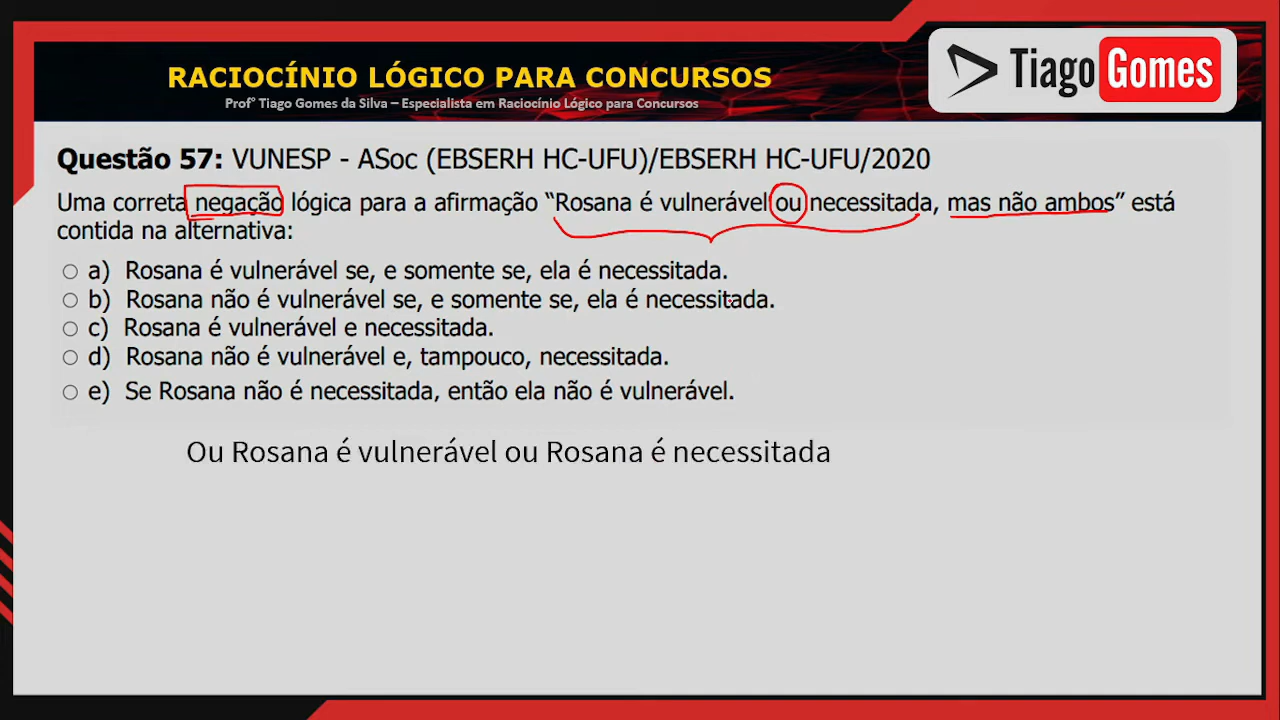 RACIOCÍNIO LÓGICO PARA CONCURSOS
Prof° Tiago Gomes da Silva – Especialista em Raciocínio Lógico para Concursos
Tiago Gomes
Questão 57: VUNESP - ASoc (EBSERH HC-UFU)/EBSERH HC-UFU/2020
Uma correta negação lógica para a afirmação “Rosana é vulnerável ou necessitada, mas não ambos” está
contida na alternativa:
a) Rosana é vulnerável se, e somente se, ela é necessitada.
b) Rosana não é vulnerável se, e somente se, ela é necessitada.
c) Rosana é vulnerável e necessitada.
d) Rosana não é vulnerável e, tampouco, necessitada.
e) Se Rosana não é necessitada, então ela não é vulnerável.
Ou Rosana é vulnerável ou Rosana é necessitada